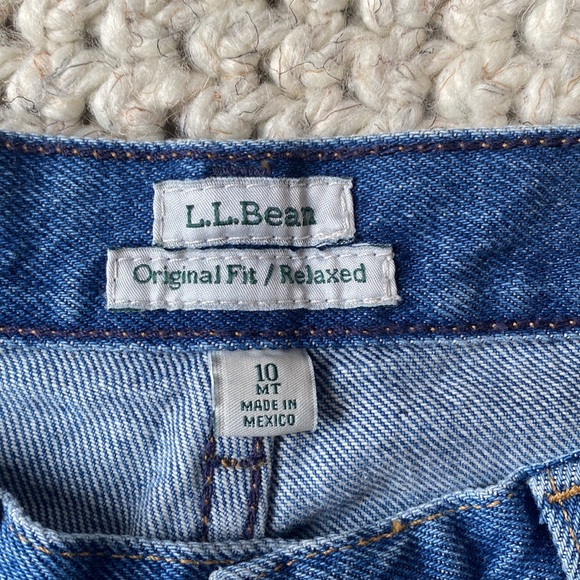 L.L.Bean
Original Fit / Relaxed
10
MT
MADE IN
MEXICO